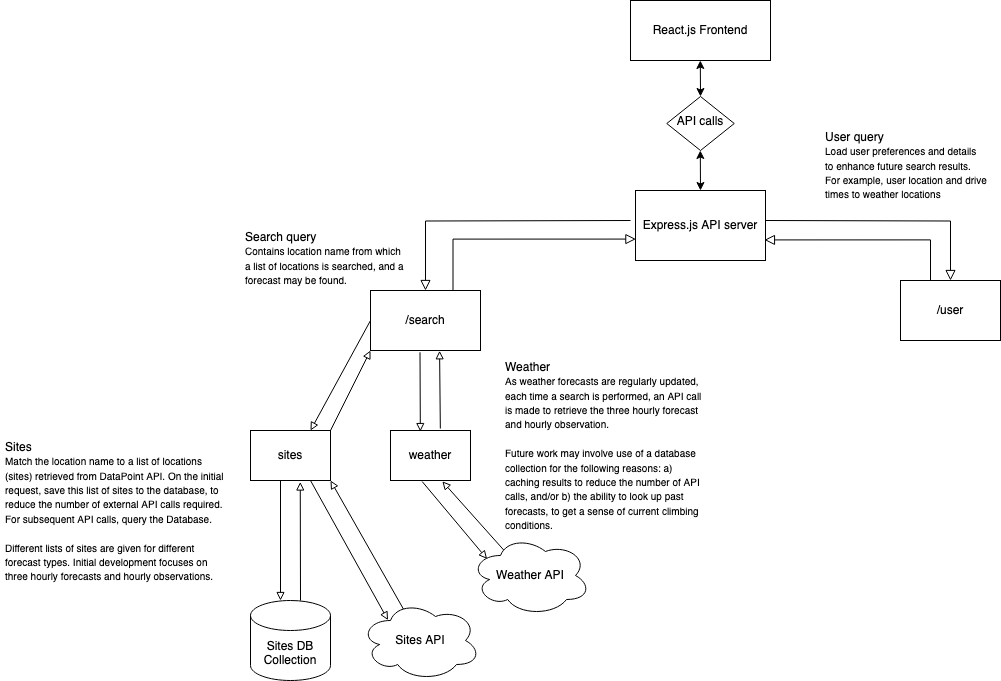 React.js Frontend
API calls
User query
Load user preferences and details
to enhance future search results.
For example, user location and drive
times to weather locations
Express.js API server
Search query
Contains location name from which
a list of locations is searched, and a
forecast may be found.
/search
/user
Weather
As weather forecasts are regularly updated,
each time a search is performed, an API call
is made to retrieve the three hourly forecast
and hourly observation.
Future work may involve use of a database
collection for the following reasons: a)
caching results to reduce the number of API
calls, and/or b) the ability to look up past
forecasts, to get a sense of current climbing
conditions.
sites
weather
Sites
Match the location name to a list of locations
(sites) retrieved from DataPoint API. On the initial
request, save this list of sites to the database, to
reduce the number of external API calls required.
For subsequent API calls, query the Database.
Different lists of sites are given for different
forecast types. Initial development focuses on
three hourly forecasts and hourly observations.
Weather API
Sites DB
Collection
Sites API